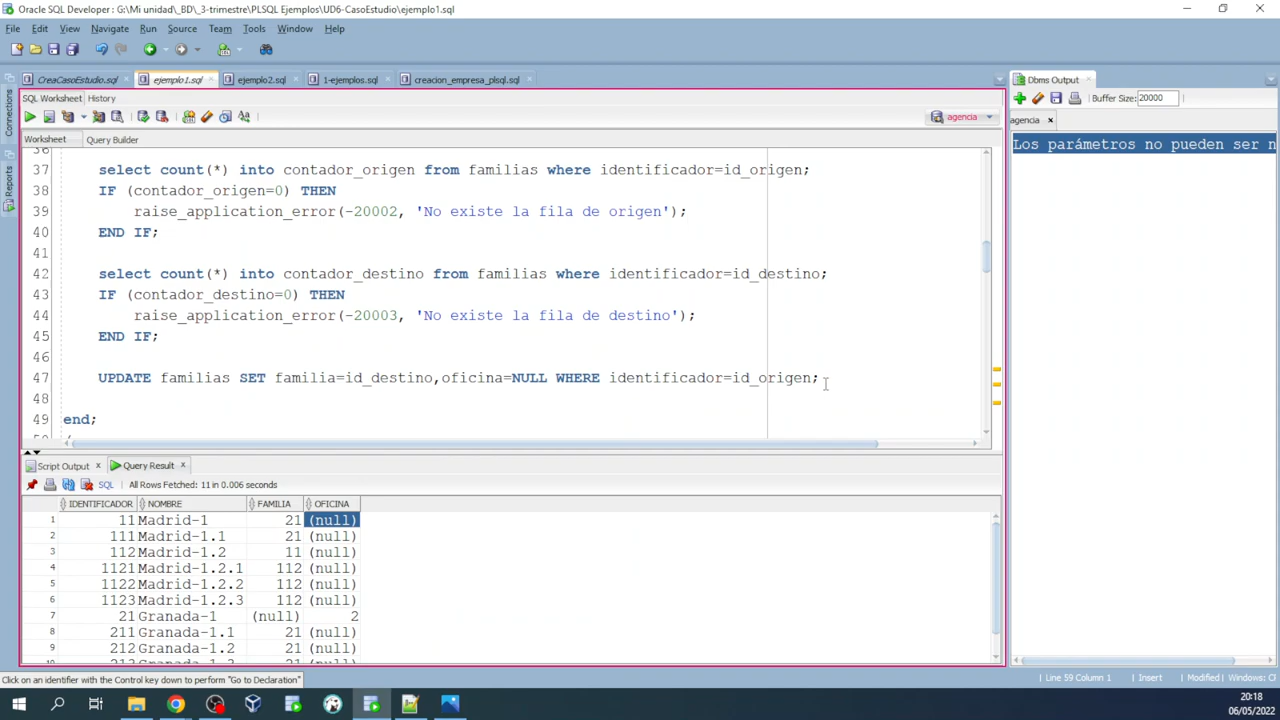 Oracle SQL Developer : G:\Mi unidad\_BD\_3-trimestre\PLSQL Ejemplos\UD6-CasoEstudio\ejemplo1.sql
File Edit View Navigate Run Source Team Tools Window Help
CreaCasoEstudio.sql ejemplo1.sql ejemplo2.sql 1-ejemplos.sql creacion_empresa_plsql.sql
Dbms Output
SQL Worksheet History
Buffer Size: 20000
agencia
agencia
Worksheet Query Builder
Connections
Reports
Los parámetros no pueden ser n
36
37 select count(*) into contador_origen from familias where identificador=id_origen;
38 IF (contador_origen=0) THEN
39 raise_application_error(-20002, 'No existe la fila de origen');
40 END IF;
41
42 select count(*) into contador_destino from familias where identificador=id_destino;
43 IF (contador_destino=0) THEN
44 raise_application_error(-20003, 'No existe la fila de destino');
45 END IF;
46
47 UPDATE familias SET familia=id_destino,oficina=NULL WHERE identificador=id_origen;
48
49 end;
Script Output Query Result
SQL All Rows Fetched: 11 in 0.006 seconds
IDENTIFICADOR NOMBRE FAMILIA OFICINA
1 11 Madrid-1 21 (null)
2 111 Madrid-1.1 21 (null)
3 112 Madrid-1.2 11 (null)
4 1121 Madrid-1.2.1 112 (null)
5 1122 Madrid-1.2.2 112 (null)
6 1123 Madrid-1.2.3 112 (null)
7 21 Granada-1 (null) 2
8 211 Granada-1.1 21 (null)
9 212 Granada-1.2 21 (null)
10 213 Granada-1.3 21 (null)
Click on an identifier with the Control key down to perform "Go to Declaration"
Line 59 Column 1 Insert Modified Windows: C
20:18
06/05/2022